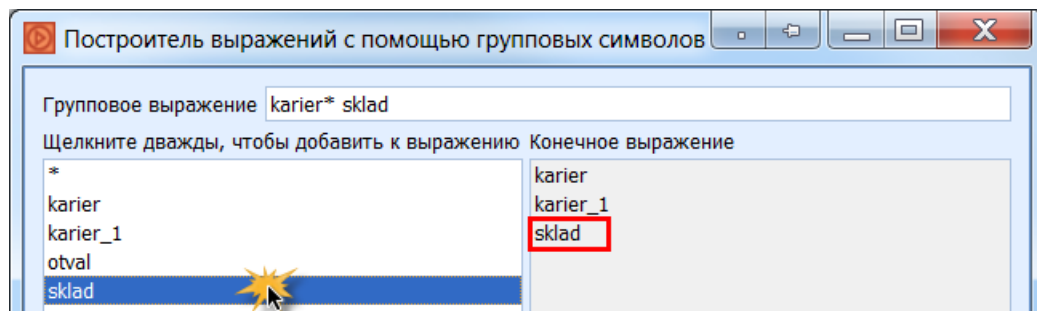 Построитель выражений с помощью групповых символов
Групповое выражение karier* sklad
Щелкните дважды, чтобы добавить к выражению Конечное выражение
*
karier
karier_1
otval
sklad
karier
karier_1
sklad